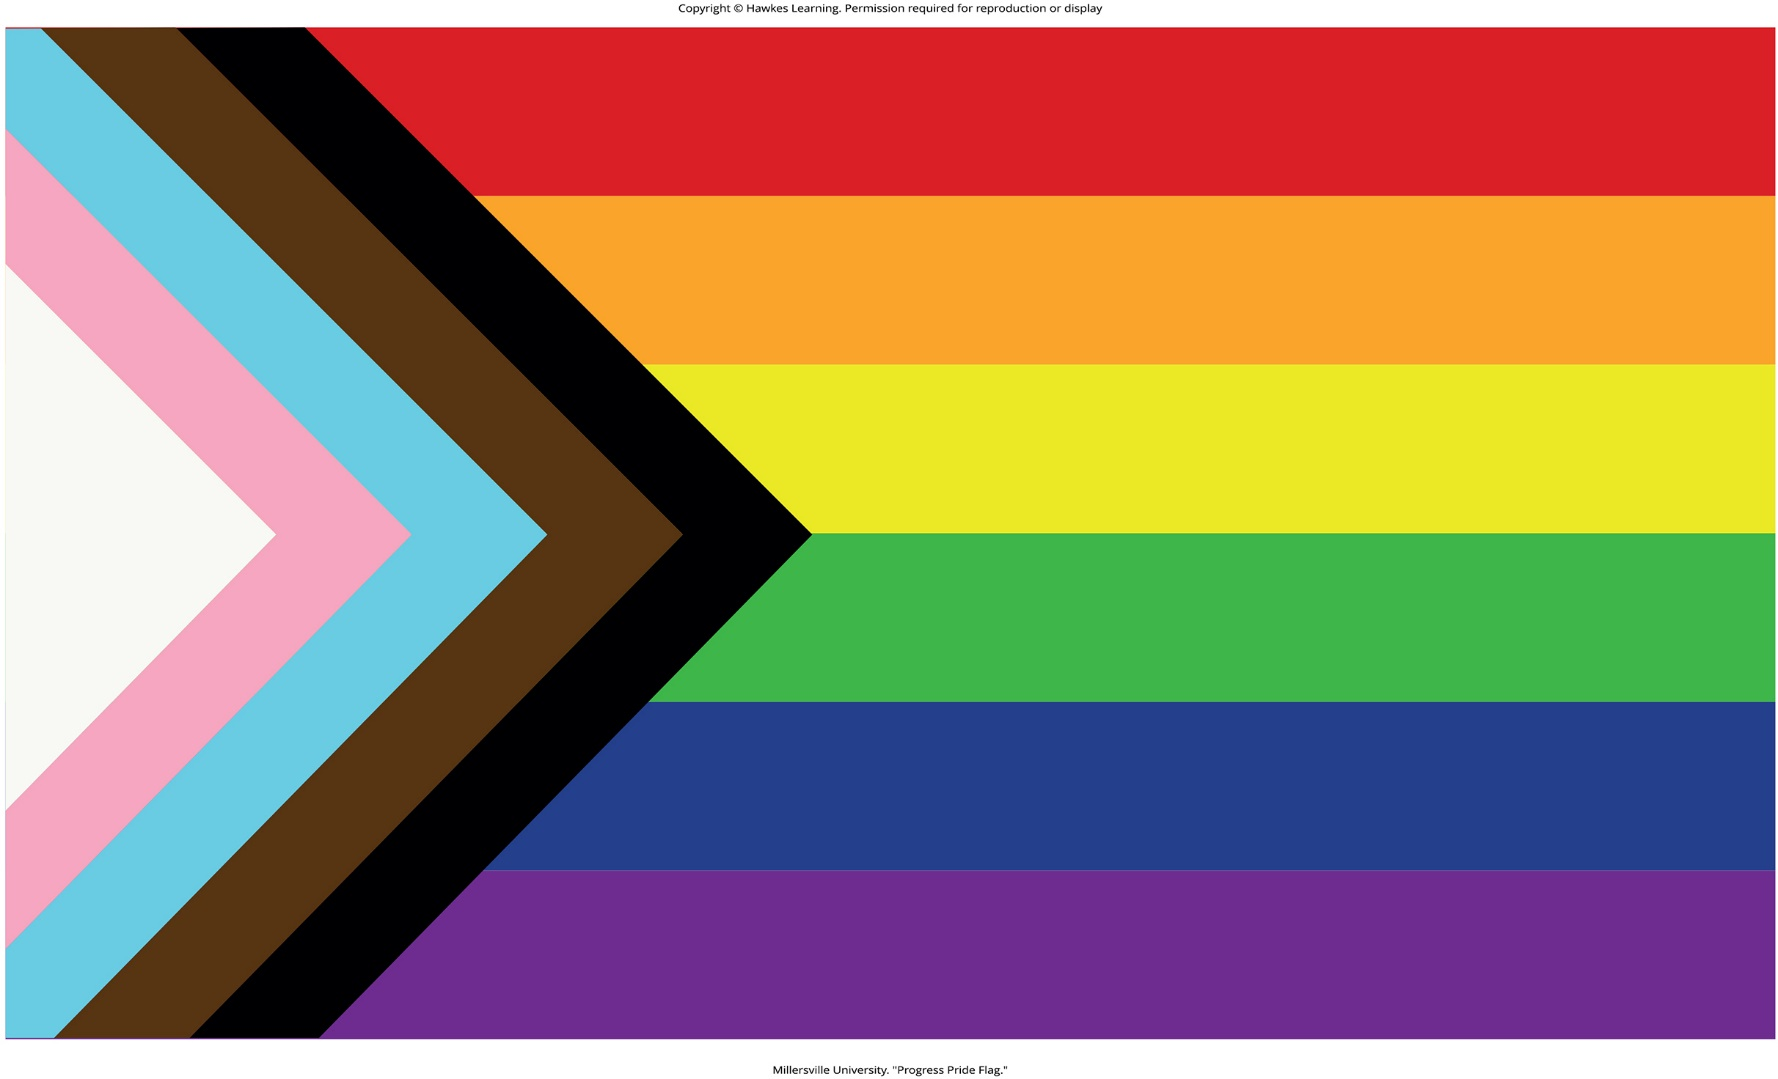 Copyright © Hawkes Learning. Permission required for reproduction or display
Millersville University. "Progress Pride Flag."